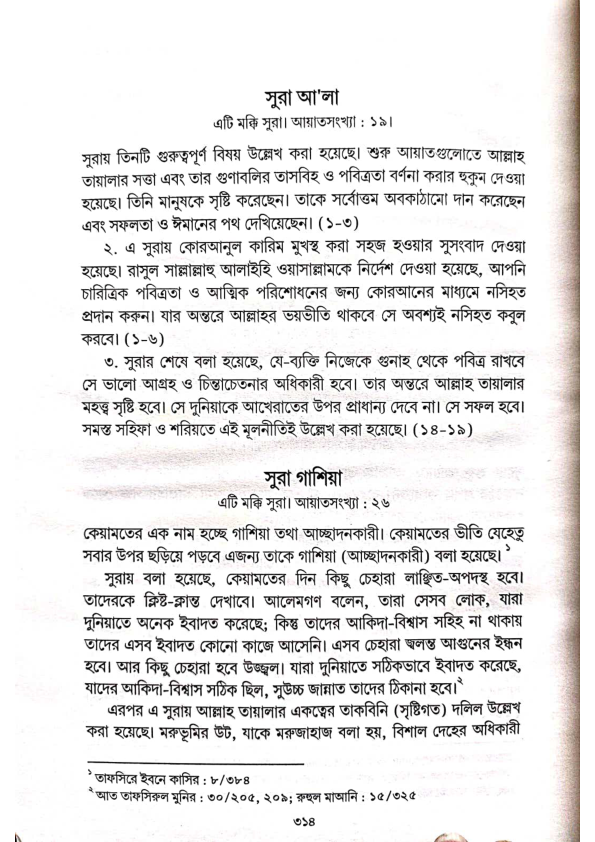 সুরা আ'লা
এটি মক্কি সুরা। আয়াতসংখ্যা : ১৯।
সুরায় তিনটি গুরুত্বপূর্ণ বিষয় উল্লেখ করা হয়েছে। শুরু আয়াতগুলোতে আল্লাহ
তায়ালার সত্তা এবং তার গুণাবলির তাসবিহ ও পবিত্রতা বর্ণনা করার হুকুম দেওয়া
হয়েছে। তিনি মানুষকে সৃষ্টি করেছেন। তাকে সর্বোত্তম অবকাঠামো দান করেছেন
এবং সফলতা ও ঈমানের পথ দেখিয়েছেন। (১-৩)
২. এ সুরায় কোরআনুল কারিম মুখস্থ করা সহজ হওয়ার সুসংবাদ দেওয়া
হয়েছে। রাসুল সাল্লাল্লাহু আলাইহি ওয়াসাল্লামকে নির্দেশ দেওয়া হয়েছে, আপনি
চারিত্রিক পবিত্রতা ও আত্মিক পরিশোধনের জন্য কোরআনের মাধ্যমে নসিহত
প্রদান করুন। যার অন্তরে আল্লাহর ভয়ভীতি থাকবে সে অবশ্যই নসিহত কবুল
করবে। (১-৬)
৩. সুরার শেষে বলা হয়েছে, যে-ব্যক্তি নিজেকে গুনাহ থেকে পবিত্র রাখবে
সে ভালো আগ্রহ ও চিন্তাচেতনার অধিকারী হবে। তার অন্তরে আল্লাহ তায়ালার
মহত্ত্ব সৃষ্টি হবে। সে দুনিয়াকে আখেরাতের উপর প্রাধান্য দেবে না। সে সফল হবে।
সমস্ত সহিফা ও শরিয়তে এই মূলনীতিই উল্লেখ করা হয়েছে। (১৪-১৯)
সুরা গাশিয়া
এটি মক্কি সুরা। আয়াতসংখ্যা : ২৬
কেয়ামতের এক নাম হচ্ছে গাশিয়া তথা আচ্ছাদনকারী। কেয়ামতের ভীতি যেহেতু
সবার উপর ছড়িয়ে পড়বে এজন্য তাকে গাশিয়া (আচ্ছাদনকারী) বলা হয়েছে।১
সুরায় বলা হয়েছে, কেয়ামতের দিন কিছু চেহারা লাঞ্ছিত-অপদস্থ হবে।
তাদেরকে ক্লিষ্ট-ক্লান্ত দেখাবে। আলেমগণ বলেন, তারা সেসব লোক, যারা
দুনিয়াতে অনেক ইবাদত করেছে; কিন্তু তাদের আকিদা-বিশ্বাস সহিহ না থাকায়
তাদের এসব ইবাদত কোনো কাজে আসেনি। এসব চেহারা জ্বলন্ত আগুনের ইন্ধন
হবে। আর কিছু চেহারা হবে উজ্জ্বল। যারা দুনিয়াতে সঠিকভাবে ইবাদত করেছে,
যাদের আকিদা-বিশ্বাস সঠিক ছিল, সুউচ্চ জান্নাত তাদের ঠিকানা হবে।২
এরপর এ সুরায় আল্লাহ তায়ালার একত্বের তাকবিনি (সৃষ্টিগত) দলিল উল্লেখ
করা হয়েছে। মরুভূমির উট, যাকে মরুজাহাজ বলা হয়, বিশাল দেহের অধিকারী
১ তাফসিরে ইবনে কাসির : ৮/৩৮৪
২ আত তাফসিরুল মুনির : ৩০/২০৫, ২০৯; রুহুল মাআনি : ১৫/৩২৫
৩১৪